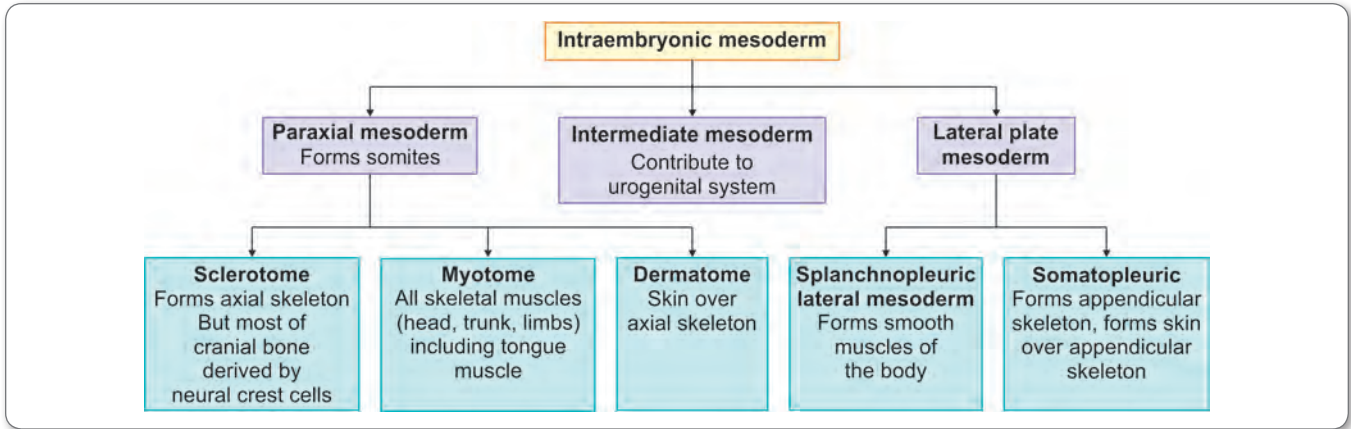 Intraembryonic mesoderm
Paraxial mesoderm
Forms somites
Intermediate mesoderm
Contribute to
urogenital system
Lateral plate
mesoderm
Sclerotome
Forms axial skeleton
But most of
cranial bone
derived by
neural crest cells
Myotome
All skeletal muscles
(head, trunk, limbs)
including tongue
muscle
Dermatome
Skin over
axial skeleton
Splanchnopleuric
lateral mesoderm
Forms smooth
muscles of
the body
Somatopleuric
Forms appendicular
skeleton, forms skin
over appendicular
skeleton